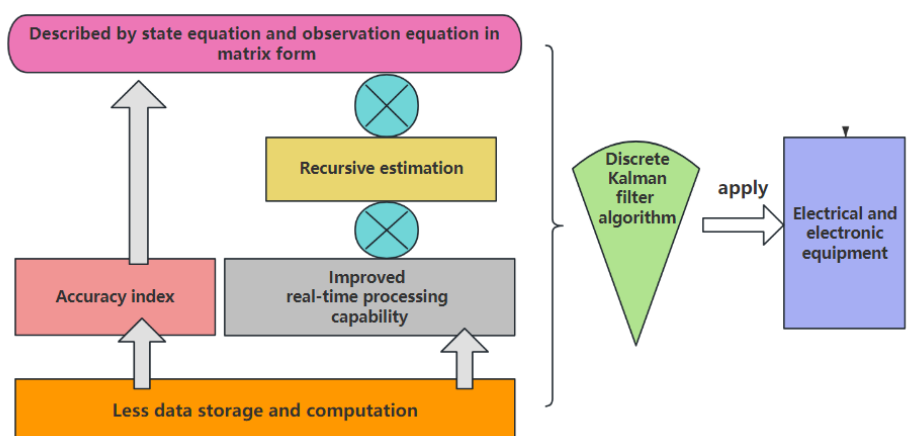 Described by state equation and observation equation in
matrix form
Recursive estimation
Accuracy index
Improved
real-time processing
capability
Less data storage and computation
Discrete
Kalman
filter
algorithm
apply
Electrical and
electronic
equipment